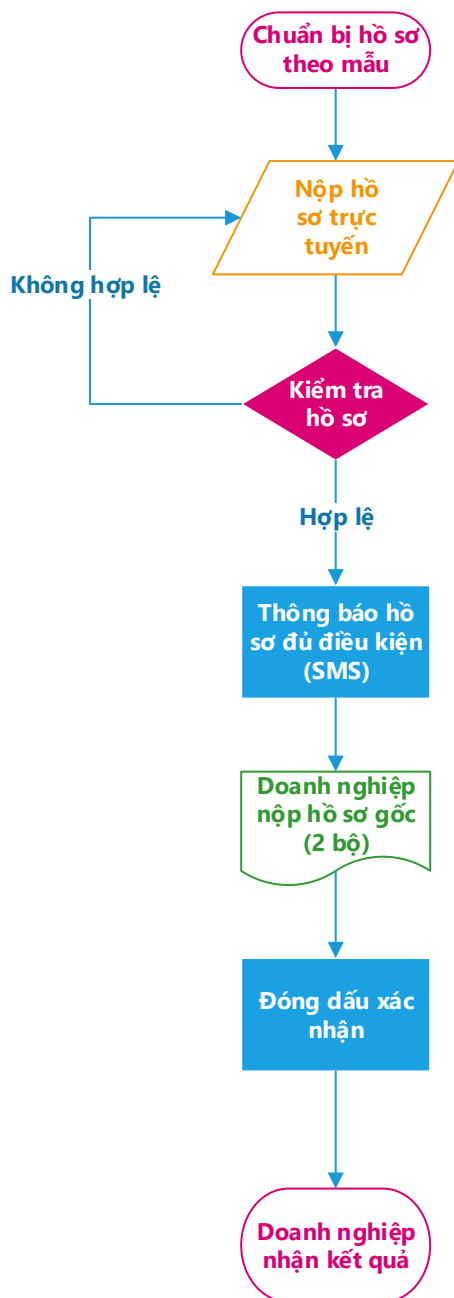 Chuẩn bị hồ sơ
theo mẫu
Nộp hồ
sơ trực
tuyến
Không hợp lệ
Kiểm tra
hồ sơ
Hợp lệ
Thông báo hồ
sơ đủ điều kiện
(SMS)
Doanh nghiệp
nộp hồ sơ gốc
(2 bộ)
Đóng dấu xác
nhận
Doanh nghiệp
nhận kết quả